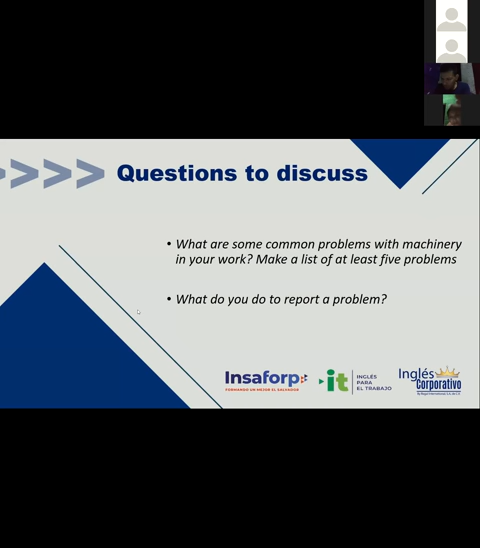 >>>> Questions to discuss
• What are some common problems with machinery
in your work? Make a list of at least five problems
• What do you do to report a problem?
Insaforp
FORMANDO UN MEJOR EL SALVADOR
it
INGLÉS
PARA
EL TRABAJO
Inglés
Corporativo